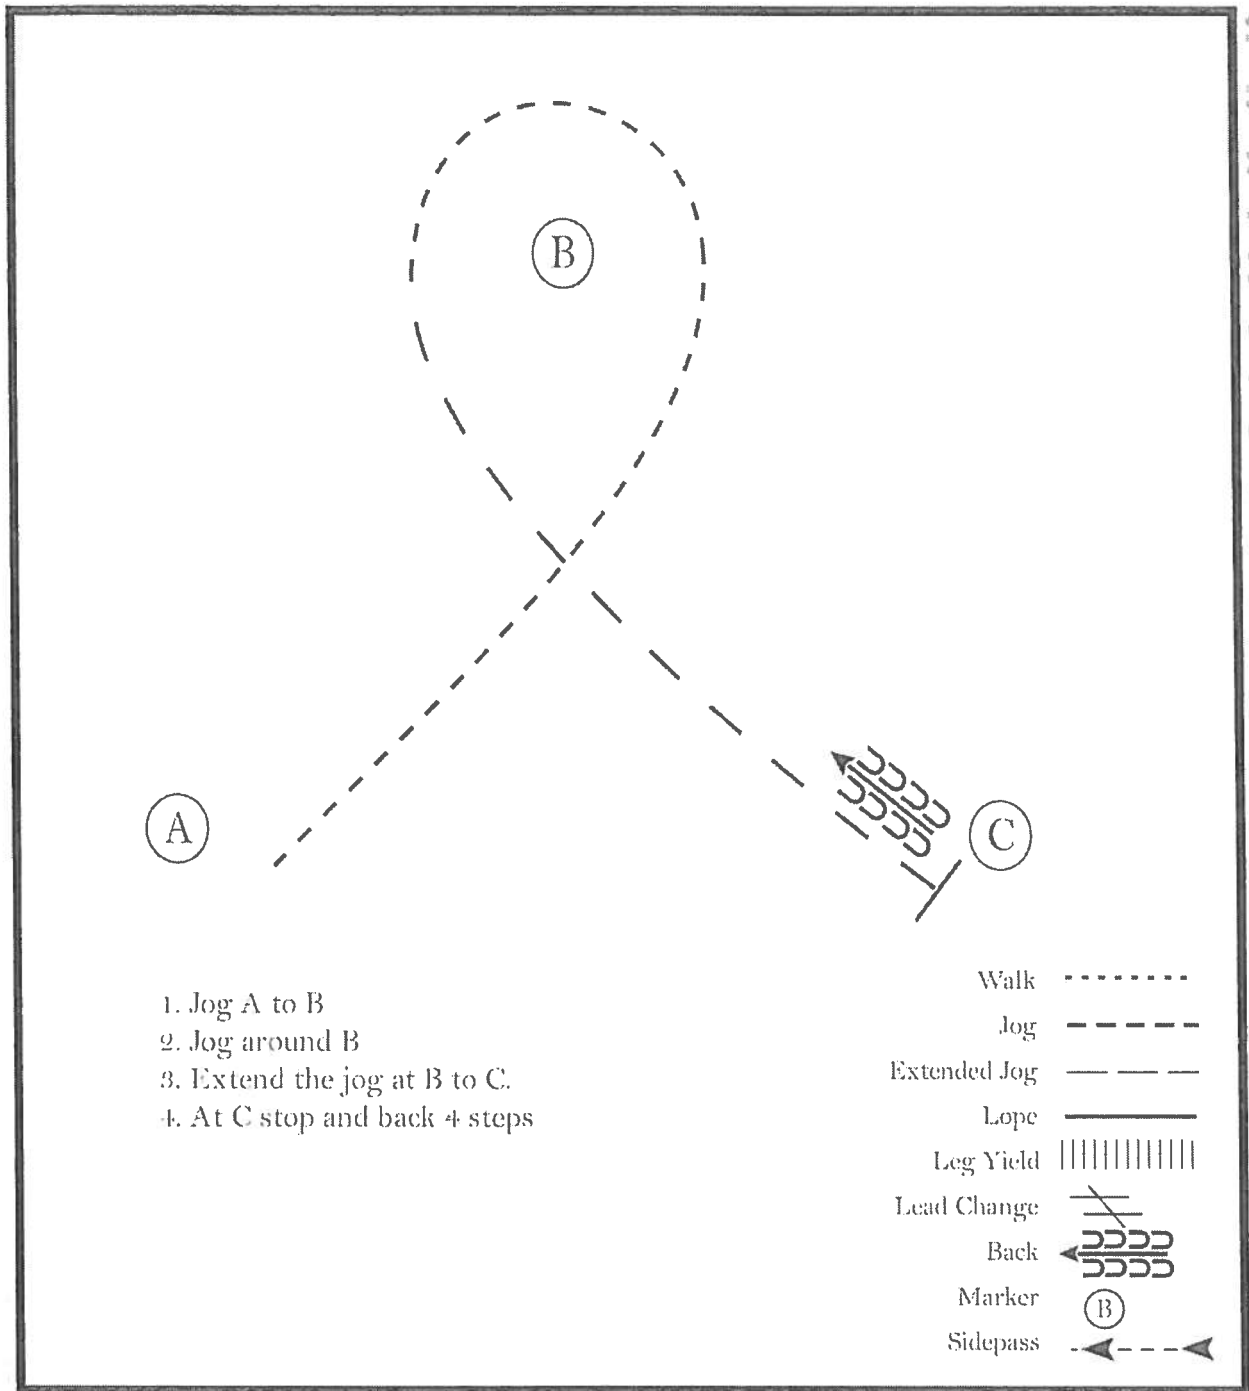 B
A
C
1. Jog A to B
2. Jog around B
3. Extend the jog at B to C.
4. At C stop and back 4 steps
Walk
Jog
Extended Jog
Lope
Leg Yield
Lead Change
Back
Marker B
Sidepass